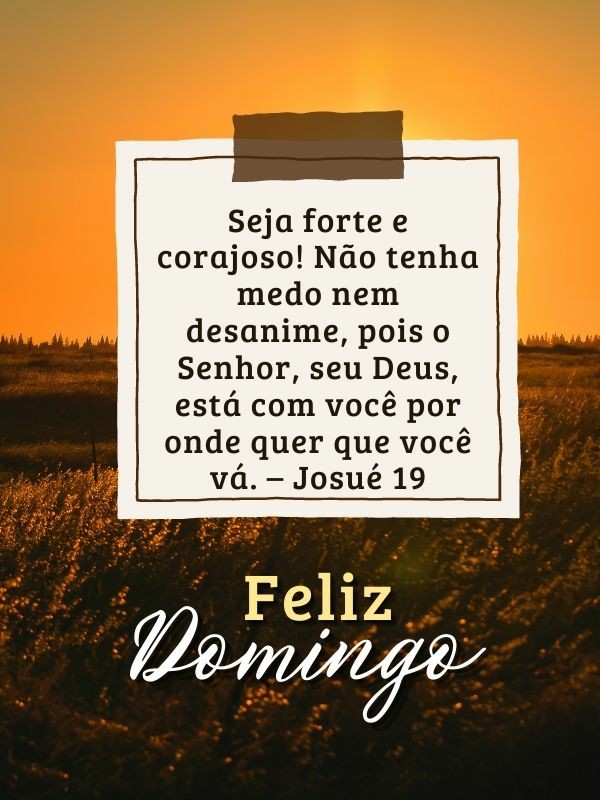 Seja forte e
corajoso! Não tenha
medo nem
desanime, pois o
Senhor, seu Deus,
está com você por
onde quer que você
vá. – Josué 19
Feliz
Domingo